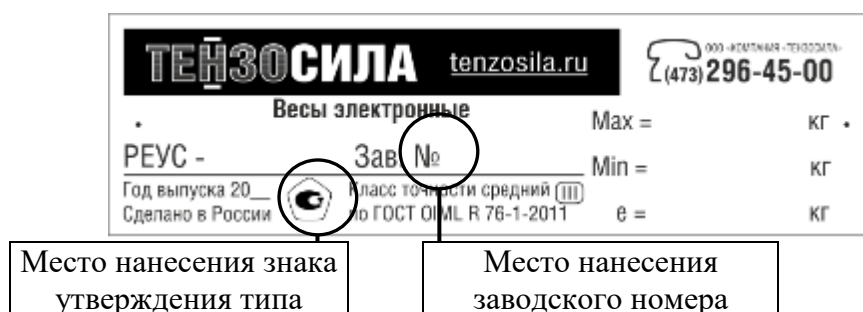 ТЕНЗОСИЛА tenzosila.ru
ООО «КОМПАНИЯ «ТЕНЗОСИЛА»
(473) 296-45-00
Весы электронные
Max = кг
РЕУС - Зав. №
Min = кг
Год выпуска 20__ Класс точности средний (III)
Сделано в России по ГОСТ OIML R 76-1-2011 e = кг
Место нанесения знака
утверждения типа
Место нанесения
заводского номера